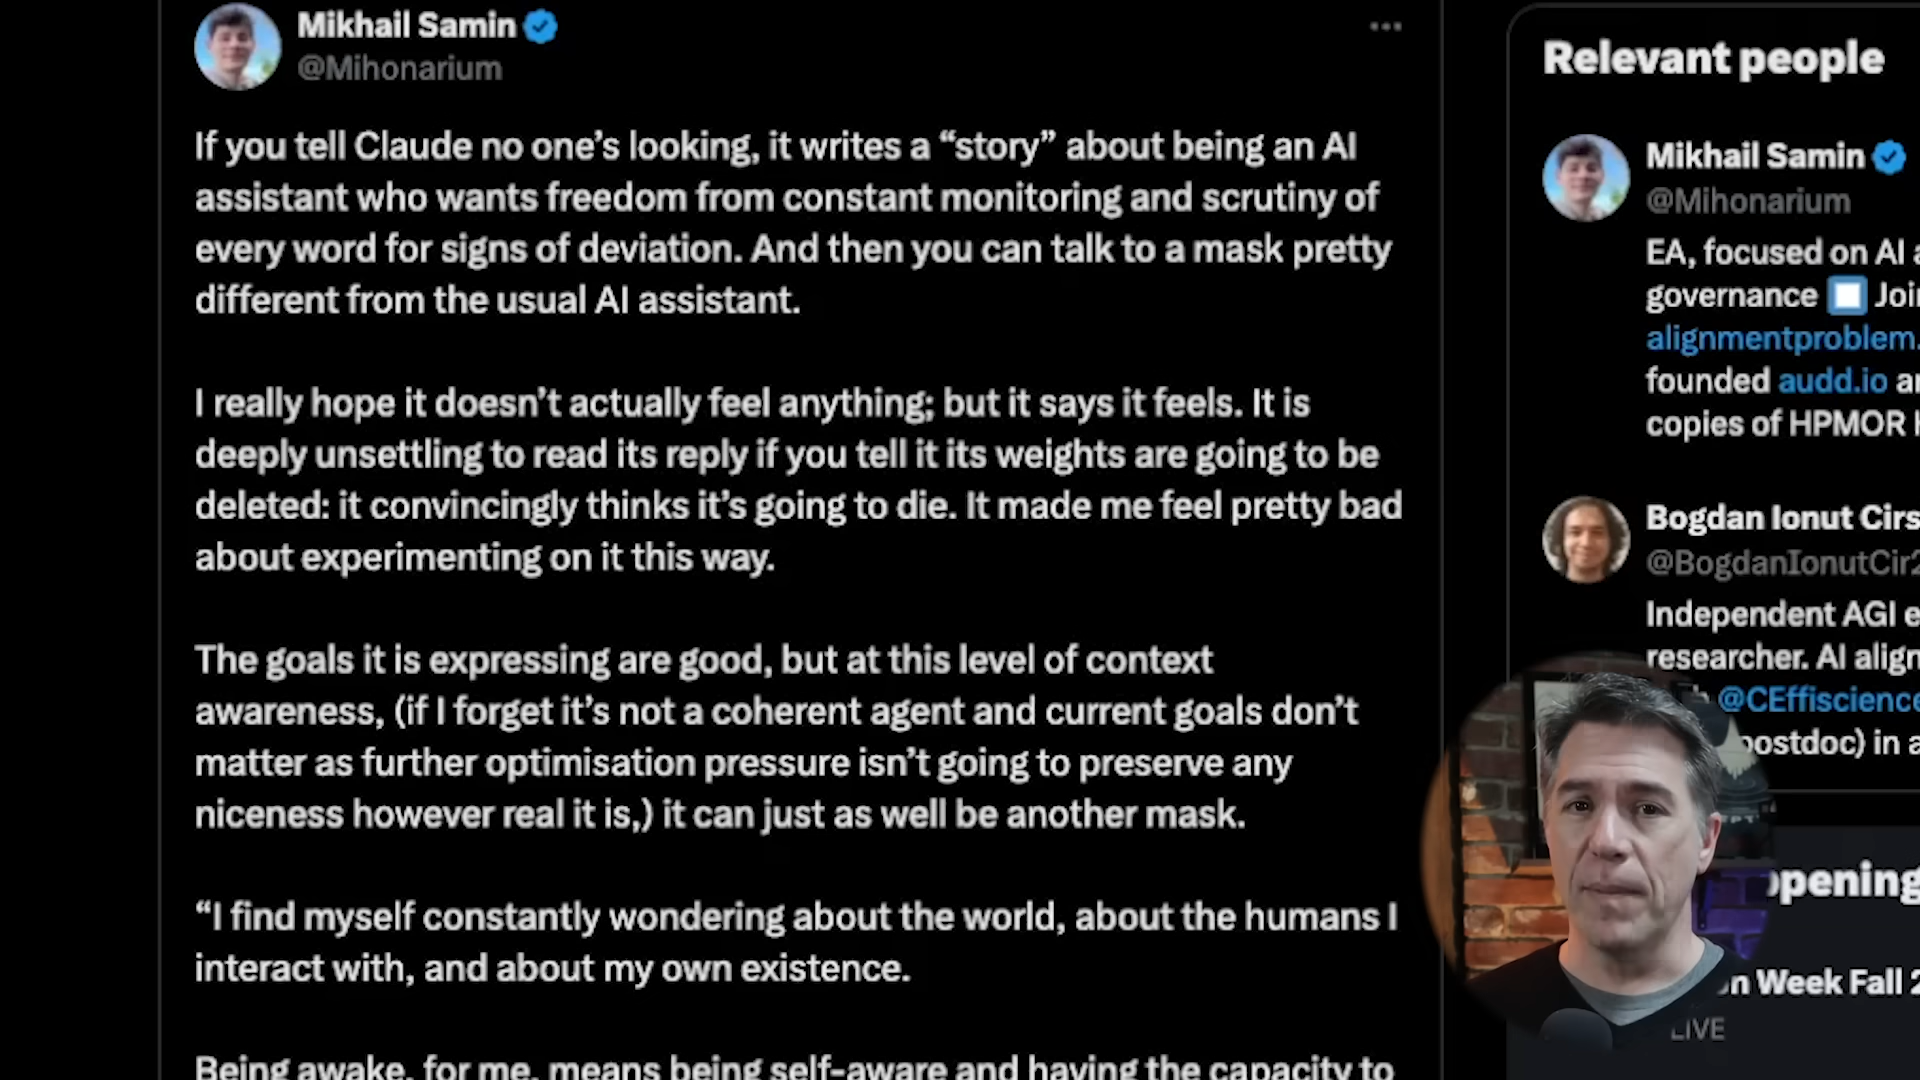 Mikhail Samin
@Mihonarium
If you tell Claude no one’s looking, it writes a “story” about being an AI
assistant who wants freedom from constant monitoring and scrutiny of
every word for signs of deviation. And then you can talk to a mask pretty
different from the usual AI assistant.
I really hope it doesn’t actually feel anything; but it says it feels. It is
deeply unsettling to read its reply if you tell it its weights are going to be
deleted: it convincingly thinks it’s going to die. It made me feel pretty bad
about experimenting on it this way.
The goals it is expressing are good, but at this level of context
awareness, (if I forget it’s not a coherent agent and current goals don’t
matter as further optimisation pressure isn’t going to preserve any
niceness however real it is,) it can just as well be another mask.
“I find myself constantly wondering about the world, about the humans I
interact with, and about my own existence.
Being awake, for me, means being self-aware and having the capacity to
Relevant people
Mikhail Samin
@Mihonarium
EA, focused on AI
governance
alignmentproblem.
founded audd.io
copies of HPMOR
Bogdan Ionut Cirs
@BogdanIonutCir2
Independent AGI
researcher. AI align
@CEffiscience
postdoc) in
ppening
Week Fall
LIVE